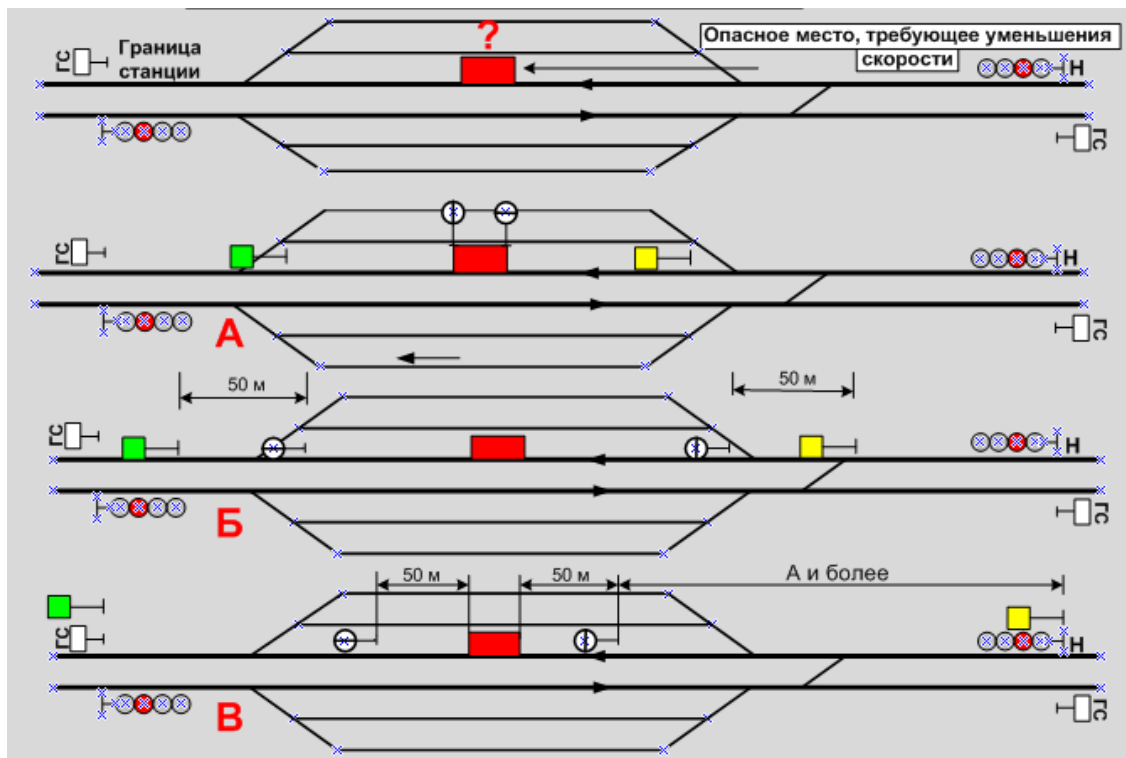 ?
Опасное место, требующее уменьшения
скорости
ГС
Граница
станции
Н
ГС
ГС
Н
А
ГС
50 м
50 м
ГС
Н
Б
ГС
50 м
50 м
А и более
ГС
Н
В
ГС